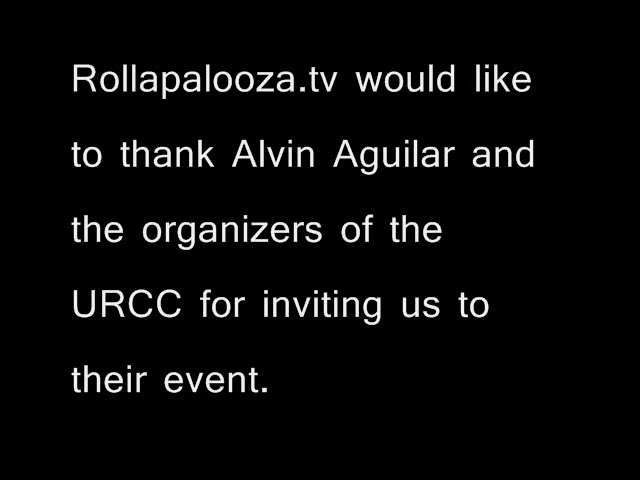 Rollapalooza.tv would like
to thank Alvin Aguilar and
the organizers of the
URCC for inviting us to
their event.